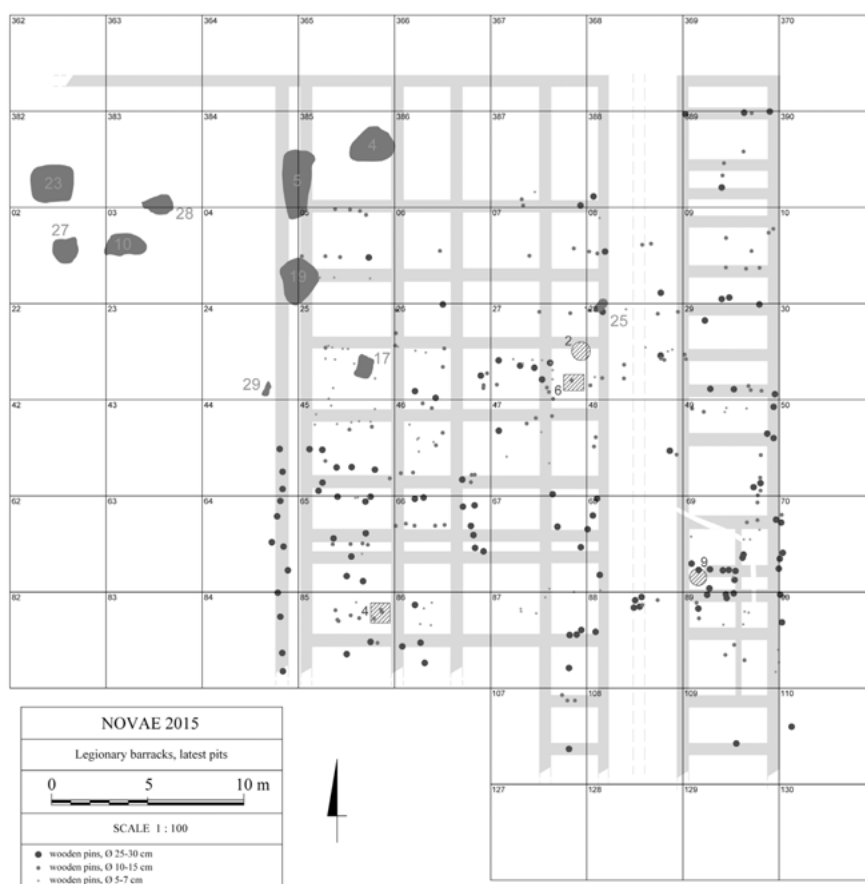 362 363 364 365 366 367 368 369 370
382 383 384 385 386 387 388 389 390
4
23
5
28
02 03 04 05 06 07 08 09 10
27
10
19
22 23 24 25 26 27 28 29 30
25
2
17
29
6
42 43 44 45 46 47 48 49 50
62 63 64 65 66 67 68 69 70
9
82 83 84 85 86 87 88 89 90
4
107 108 109 110
NOVAE 2015
Legionary barracks, latest pits
0 5 10 m
SCALE 1 : 100
wooden pins, Ø 25-30 cm
wooden pins, Ø 10-15 cm
wooden pins, Ø 5-7 cm
127 128 129 130